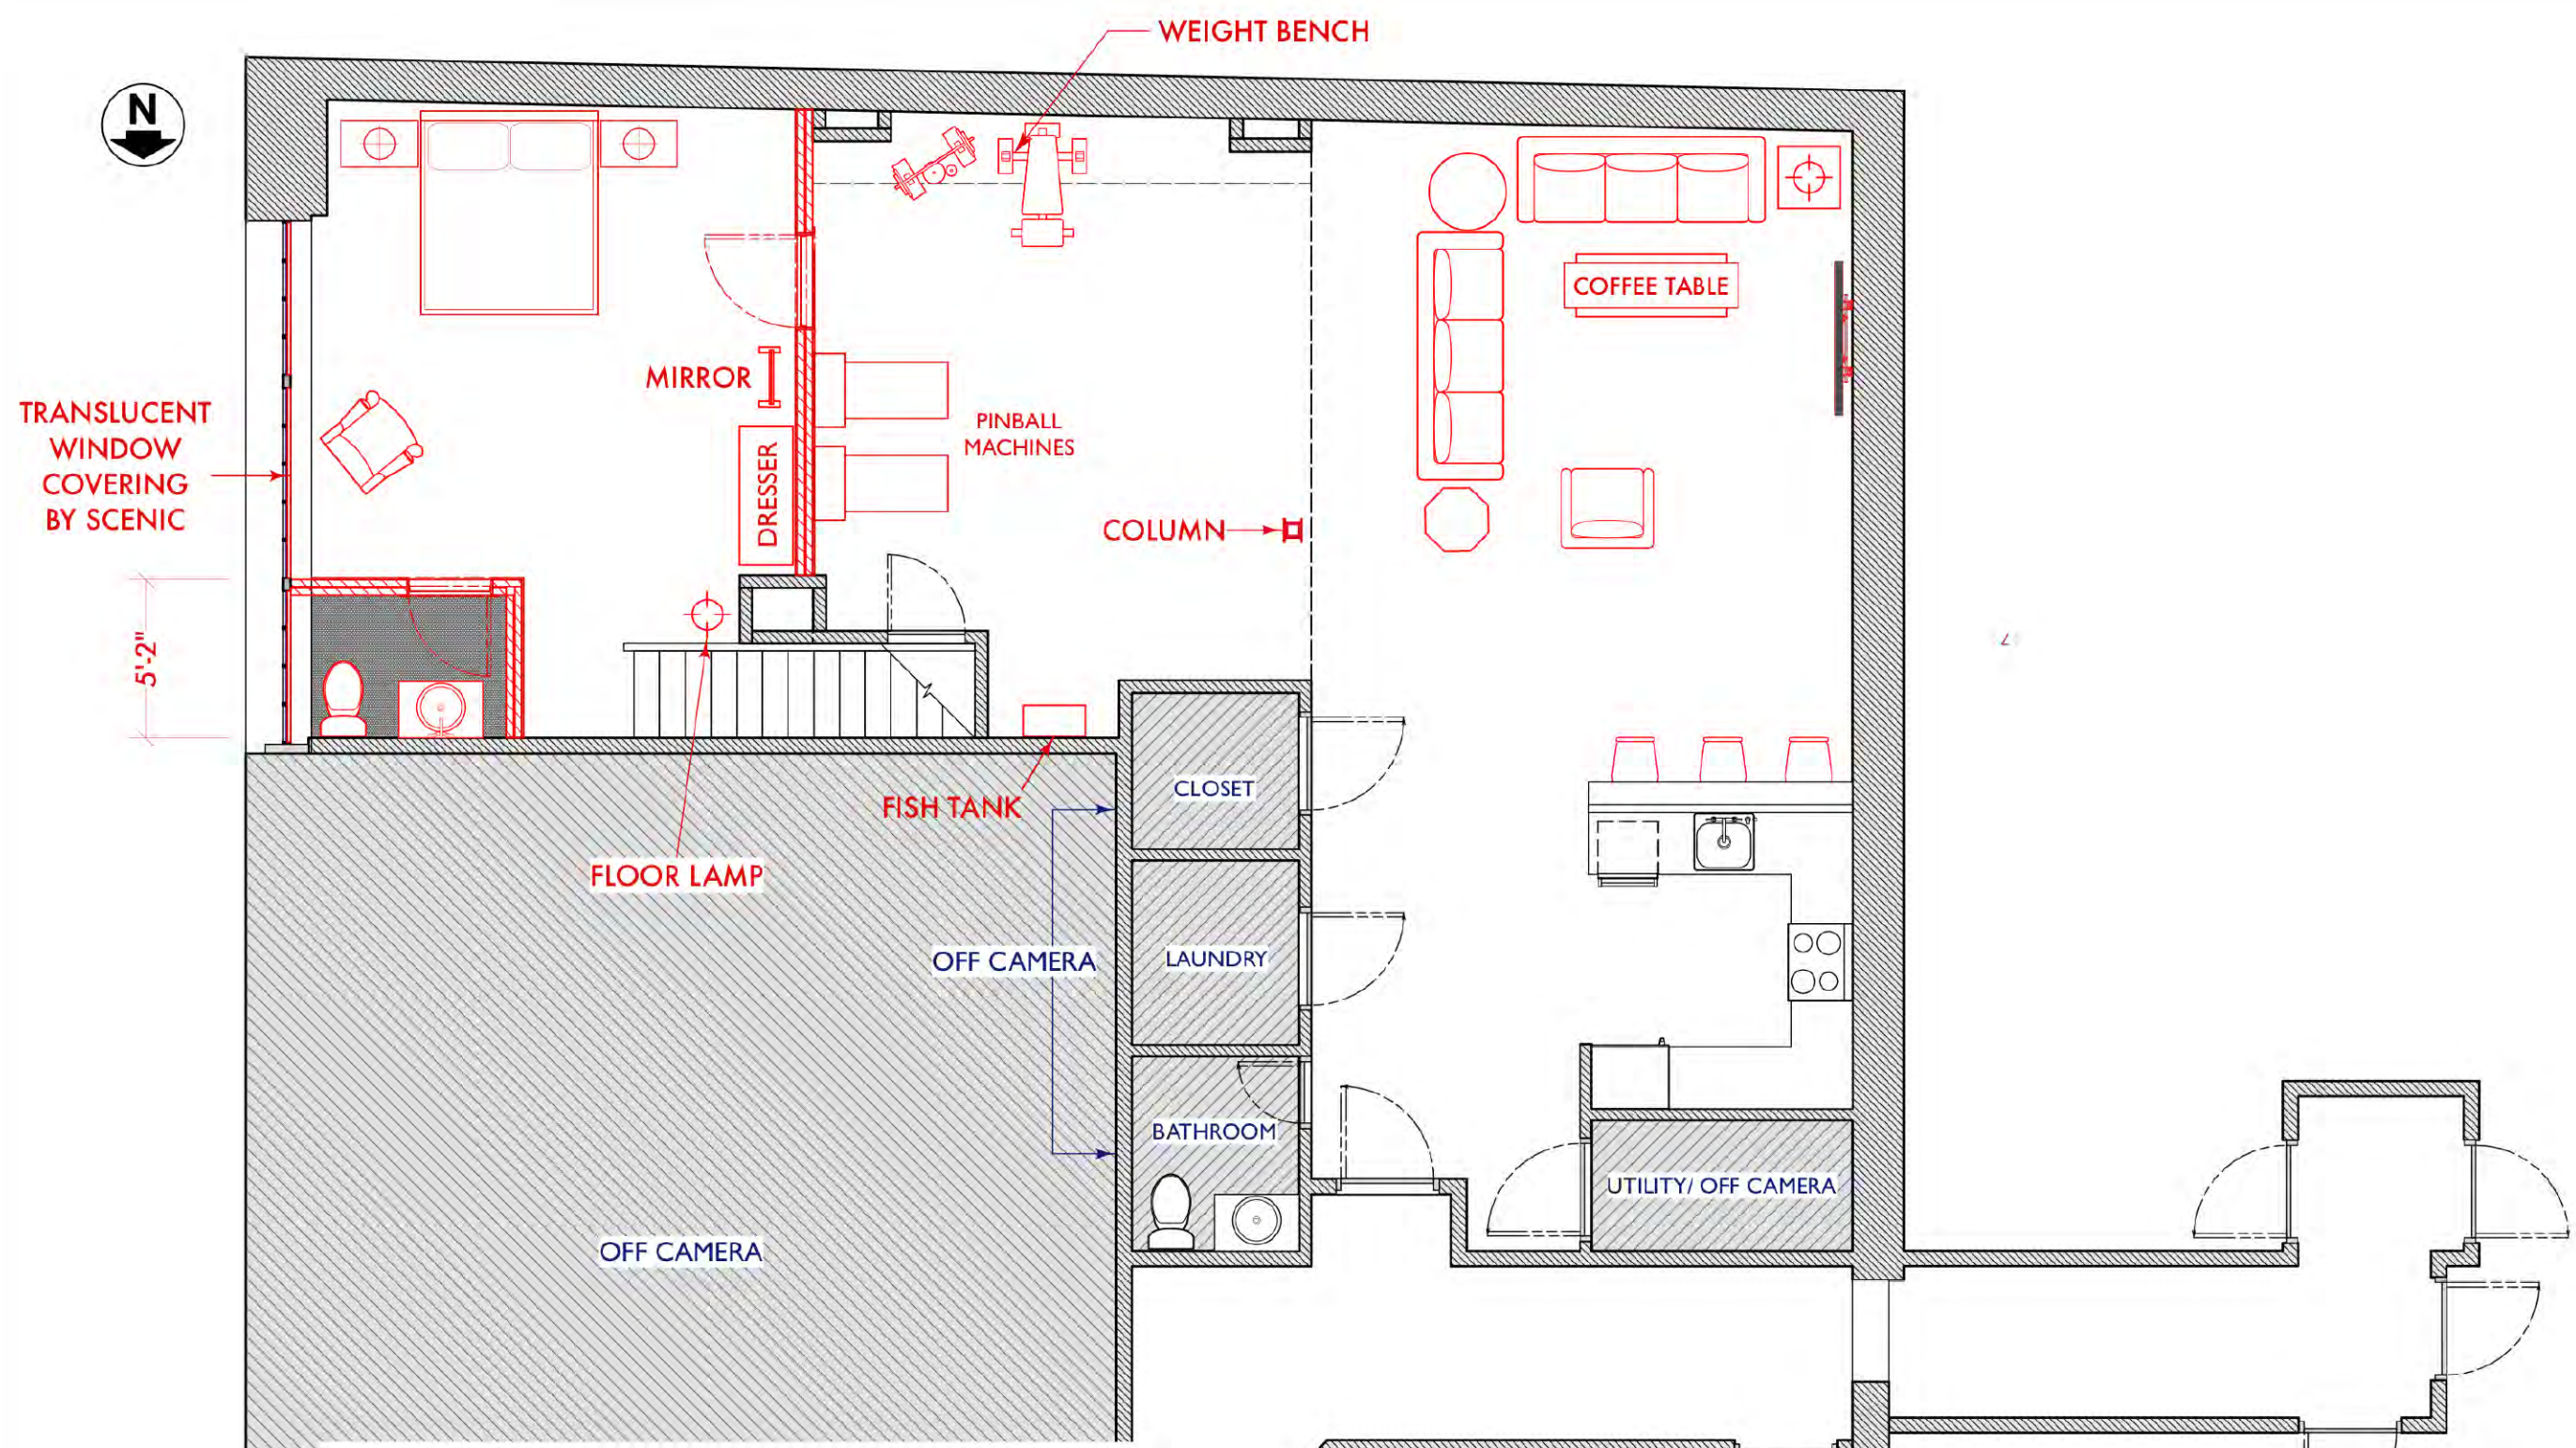 WEIGHT BENCH
N
COFFEE TABLE
MIRROR
TRANSLUCENT
WINDOW
COVERING
BY SCENIC
PINBALL
MACHINES
DRESSER
COLUMN
5'-2"
CLOSET
FISH TANK
FLOOR LAMP
OFF CAMERA
LAUNDRY
BATHROOM
UTILITY/ OFF CAMERA
OFF CAMERA